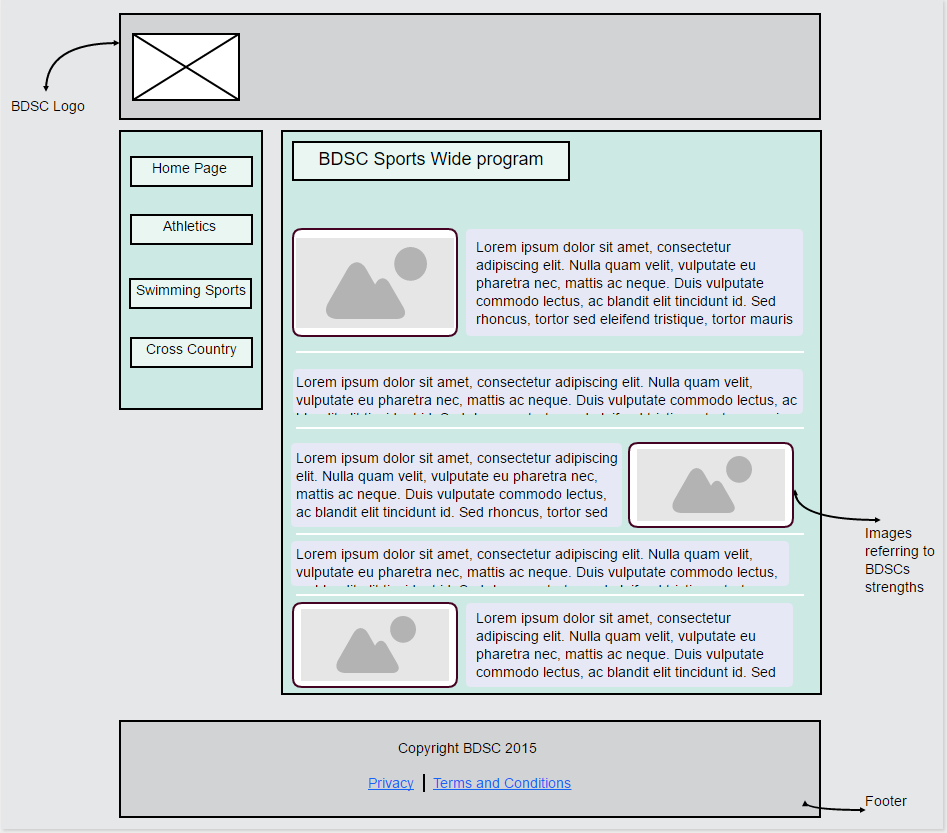 BDSC Logo
Home Page
Athletics
Swimming Sports
Cross Country
BDSC Sports Wide program
Lorem ipsum dolor sit amet, consectetur
adipiscing elit. Nulla quam velit, vulputate eu
pharetra nec, mattis ac neque. Duis vulputate
commodo lectus, ac blandit elit tincidunt id. Sed
rhoncus, tortor sed eleifend tristique, tortor mauris
Lorem ipsum dolor sit amet, consectetur adipiscing elit. Nulla quam velit,
vulputate eu pharetra nec, mattis ac neque. Duis vulputate commodo lectus, ac
Lorem ipsum dolor sit amet, consectetur adipiscing
elit. Nulla quam velit, vulputate eu pharetra nec,
mattis ac neque. Duis vulputate commodo lectus,
ac blandit elit tincidunt id. Sed rhoncus, tortor sed
Images
referring to
BDSCs
strengths
Lorem ipsum dolor sit amet, consectetur adipiscing elit. Nulla quam velit,
vulputate eu pharetra nec, mattis ac neque. Duis vulputate commodo lectus,
Lorem ipsum dolor sit amet, consectetur
adipiscing elit. Nulla quam velit, vulputate eu
pharetra nec, mattis ac neque. Duis vulputate
commodo lectus, ac blandit elit tincidunt id. Sed
Copyright BDSC 2015
Privacy
Terms and Conditions
Footer